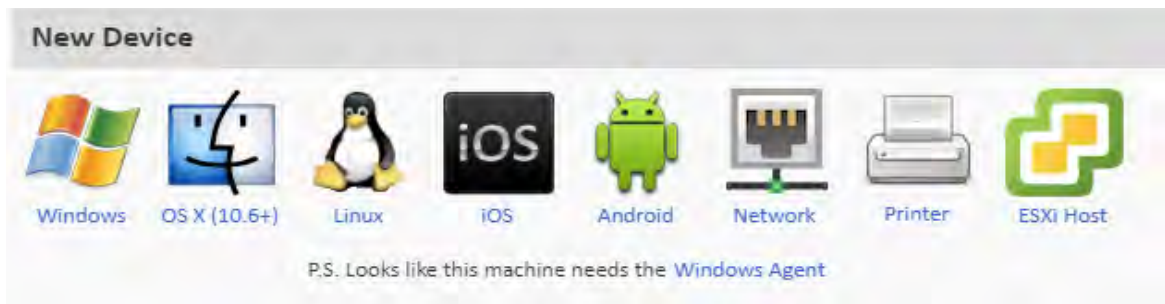 New Device
iOS
Windows OS X (10.6+) Linux iOS Android Network Printer ESXi Host
P.S. Looks like this machine needs the Windows Agent